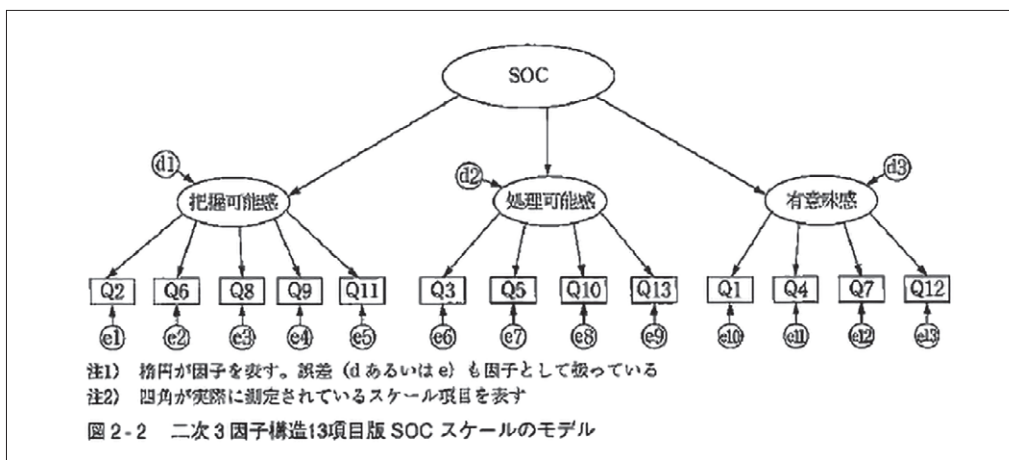 SOC
d1 d2 d3
把握可能感 処理可能感 有意味感
Q2 Q6 Q8 Q9 Q11 Q3 Q5 Q10 Q13 Q1 Q4 Q7 Q12
e1 e2 e3 e4 e5 e6 e7 e8 e9 e10 e11 e12 e13
注1) 楕円が因子を表す。誤差（dあるいはe）も因子として扱っている
注2) 四角が実際に測定されているスケール項目を表す
図2-2 二次3因子構造13項目版SOCスケールのモデル